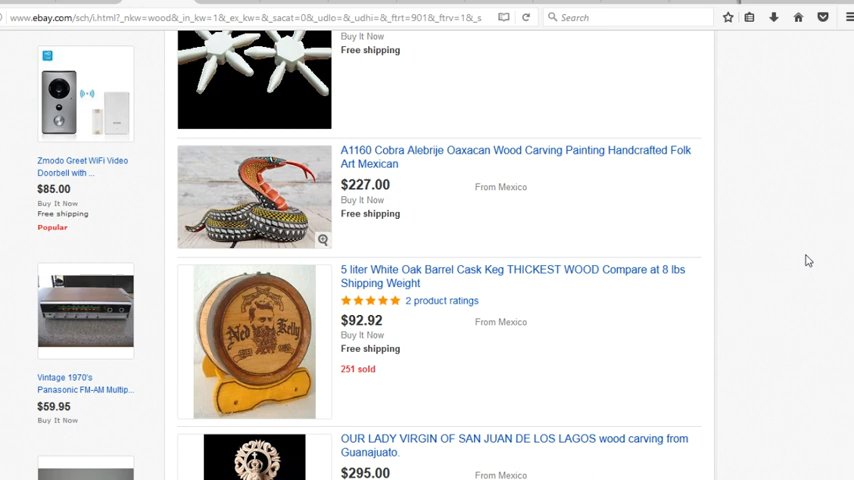 www.ebay.com/sch/i.html?_nkw=wood&_in_kw=1&_ex_kw=&_sacat=0&_udlo=&_udhi=&_ftrt=901&_ftrv=1&_s
Search
Buy It Now
Free shipping
Zmodo Greet WiFi Video
Doorbell with ...
$85.00
Buy It Now
Free shipping
Popular
Vintage 1970's
Panasonic FM-AM Multip...
$59.95
Buy It Now
A1160 Cobra Alebrije Oaxacan Wood Carving Painting Handcrafted Folk
Art Mexican
$227.00
From Mexico
Buy It Now
Free shipping
5 liter White Oak Barrel Cask Keg THICKEST WOOD Compare at 8 lbs
Shipping Weight
2 product ratings
$92.92
From Mexico
Buy It Now
Free shipping
251 sold
Ned Kelly
OUR LADY VIRGIN OF SAN JUAN DE LOS LAGOS wood carving from
Guanajuato.
$295.00
From Mexico